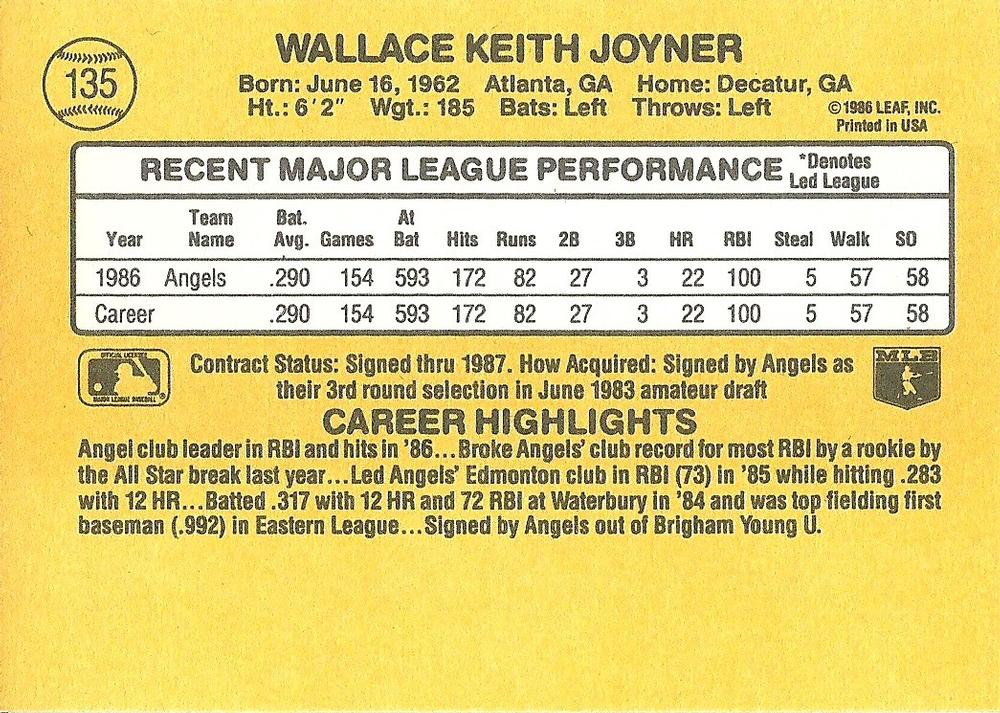 135
WALLACE KEITH JOYNER
Born: June 16, 1962 Atlanta, GA Home: Decatur, GA
Ht.: 6'2" Wgt.: 185 Bats: Left Throws: Left
©1986 LEAF, INC.
Printed in USA
RECENT MAJOR LEAGUE PERFORMANCE *Denotes Led League
Year Team Name Bat. Avg. Games At Bat Hits Runs 2B 3B HR RBI Steal Walk SO
1986 Angels .290 154 593 172 82 27 3 22 100 5 57 58
Career .290 154 593 172 82 27 3 22 100 5 57 58
OFFICIAL LICENSEE
MAJOR LEAGUE BASEBALL
Contract Status: Signed thru 1987. How Acquired: Signed by Angels as
their 3rd round selection in June 1983 amateur draft
MLB
CAREER HIGHLIGHTS
Angel club leader in RBI and hits in '86...Broke Angels' club record for most RBI by a rookie by
the All Star break last year...Led Angels' Edmonton club in RBI (73) in '85 while hitting .283
with 12 HR...Batted .317 with 12 HR and 72 RBI at Waterbury in '84 and was top fielding first
baseman (.992) in Eastern League...Signed by Angels out of Brigham Young U.